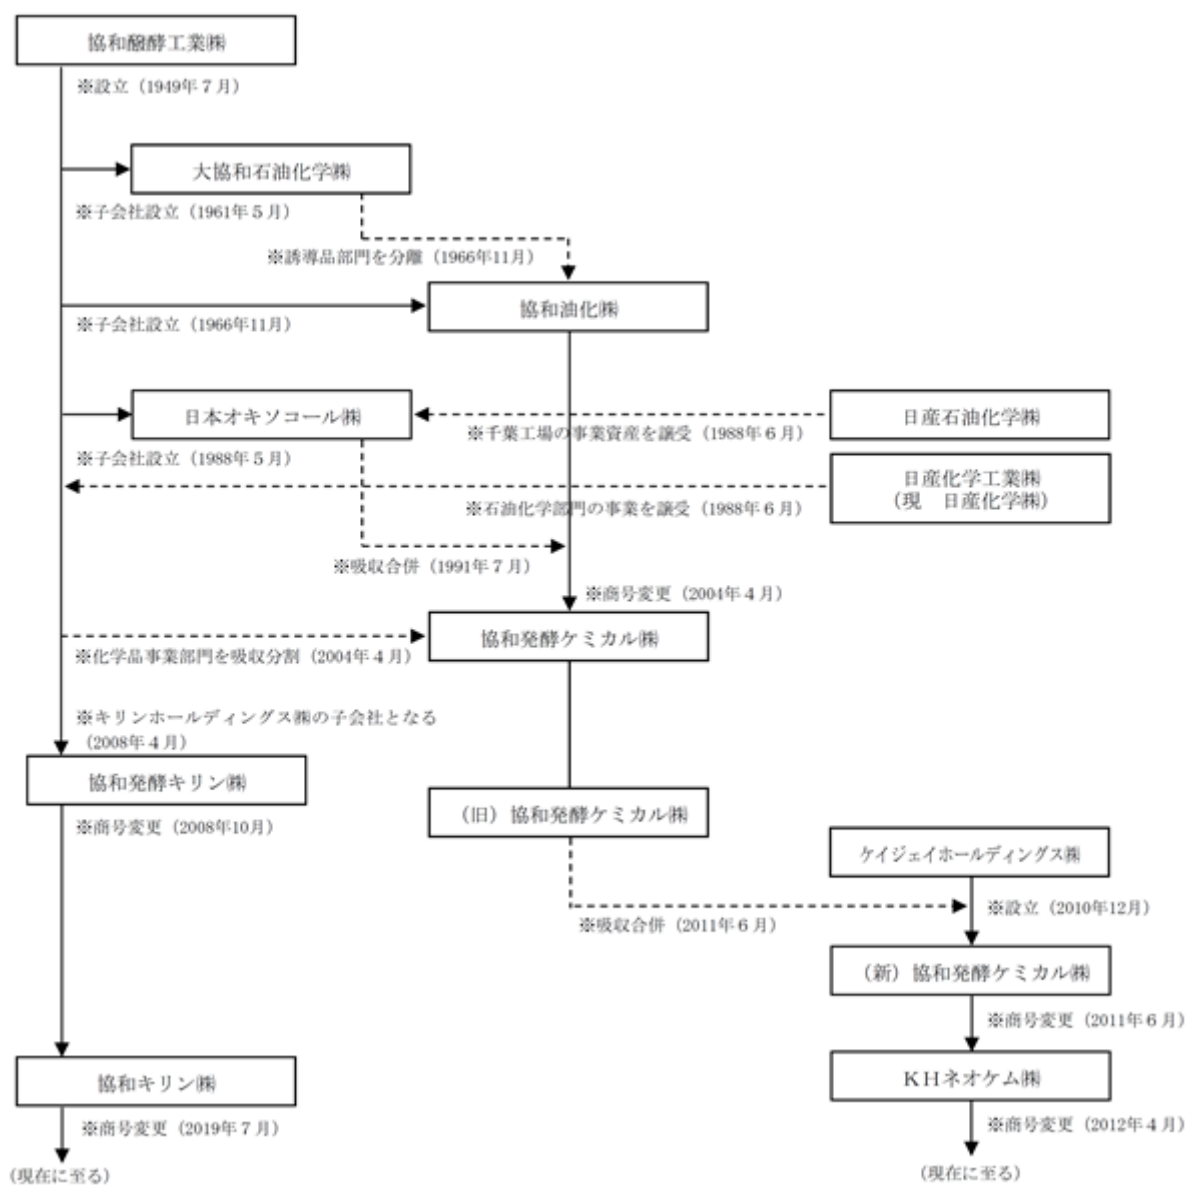 協和醱酵工業㈱
※設立（1949年７月）
大協和石油化学㈱
※子会社設立（1961年５月）
※誘導品部門を分離（1966年11月）
協和油化㈱
※子会社設立（1966年11月）
日本オキソコール㈱
日産石油化学㈱
※千葉工場の事業資産を譲受（1988年６月）
※子会社設立（1988年５月）
日産化学工業㈱
（現　日産化学㈱）
※石油化学部門の事業を譲受（1988年６月）
※吸収合併（1991年７月）
※商号変更（2004年４月）
協和発酵ケミカル㈱
※化学品事業部門を吸収分割（2004年４月）
※キリンホールディングス㈱の子会社となる
（2008年４月）
協和発酵キリン㈱
（旧）協和発酵ケミカル㈱
※商号変更（2008年10月）
ケイジェイホールディングス㈱
※設立（2010年12月）
※吸収合併（2011年６月）
（新）協和発酵ケミカル㈱
※商号変更（2011年６月）
ＫＨネオケム㈱
協和キリン㈱
※商号変更（2019年７月）
※商号変更（2012年４月）
（現在に至る）
（現在に至る）